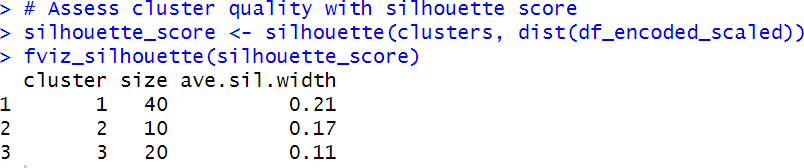 > # Assess cluster quality with silhouette score
> silhouette_score <- silhouette(clusters, dist(df_encoded_scaled))
> fviz_silhouette(silhouette_score)
  cluster size ave.sil.width
1       1   40          0.21
2       2   10          0.17
3       3   20          0.11